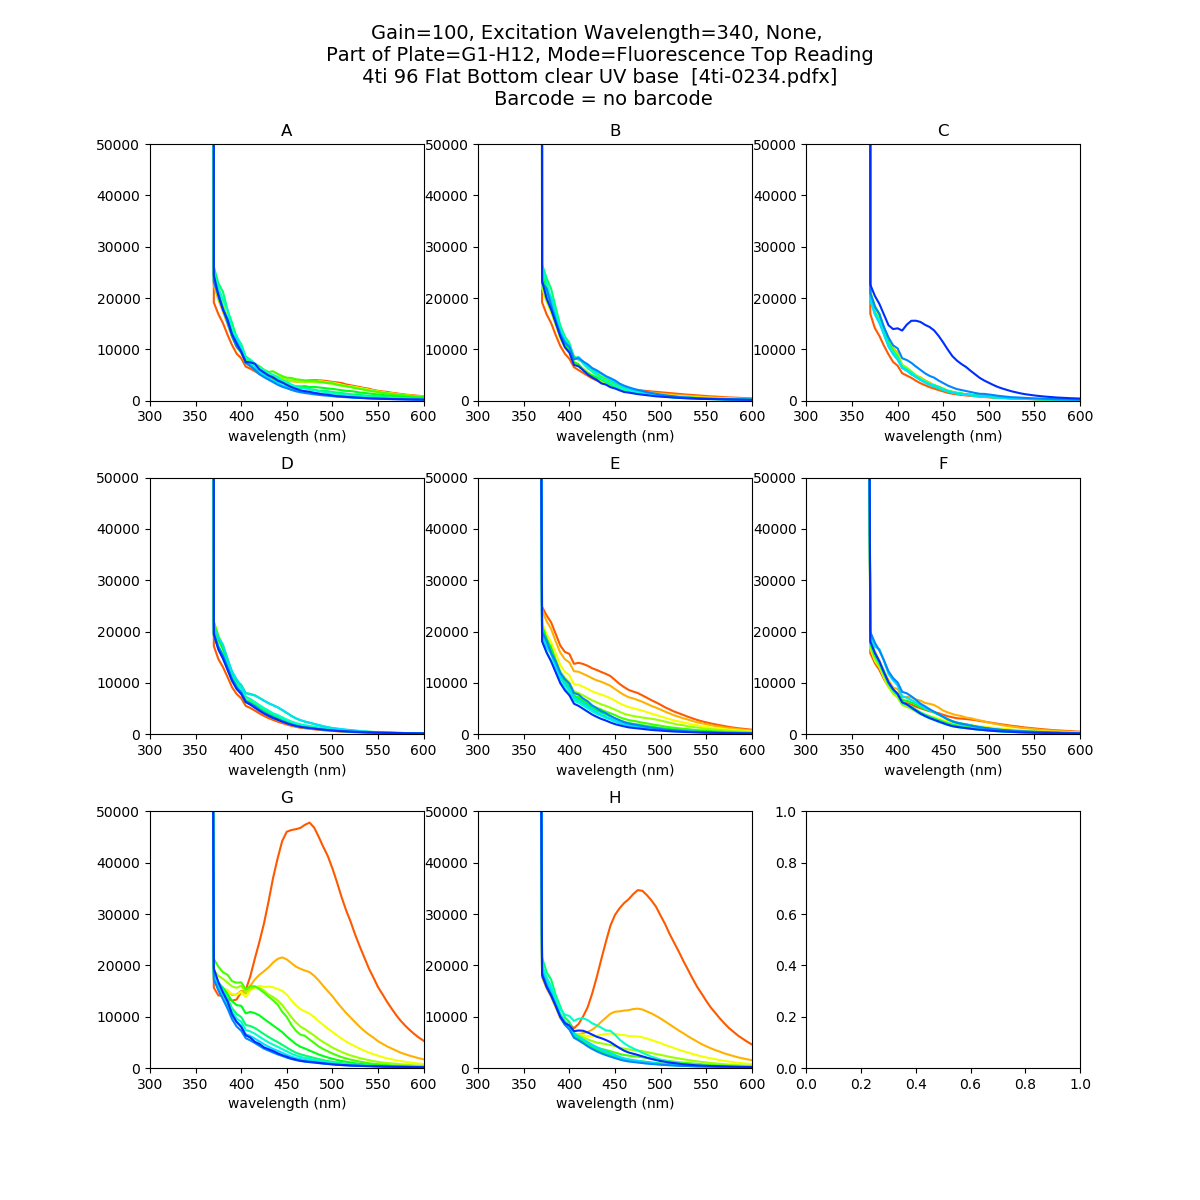 Gain=100, Excitation Wavelength=340, None,
Part of Plate=G1-H12, Mode=Fluorescence Top Reading
4ti 96 Flat Bottom clear UV base  [4ti-0234.pdfx]
Barcode = no barcode
A
50000
40000
30000
20000
10000
0
300 350 400 450 500 550 600
wavelength (nm)
B
50000
40000
30000
20000
10000
0
300 350 400 450 500 550 600
wavelength (nm)
C
50000
40000
30000
20000
10000
0
300 350 400 450 500 550 600
wavelength (nm)
D
50000
40000
30000
20000
10000
0
300 350 400 450 500 550 600
wavelength (nm)
E
50000
40000
30000
20000
10000
0
300 350 400 450 500 550 600
wavelength (nm)
F
50000
40000
30000
20000
10000
0
300 350 400 450 500 550 600
wavelength (nm)
G
50000
40000
30000
20000
10000
0
300 350 400 450 500 550 600
wavelength (nm)
H
50000
40000
30000
20000
10000
0
300 350 400 450 500 550 600
wavelength (nm)
1.0
0.8
0.6
0.4
0.2
0.0
0.0 0.2 0.4 0.6 0.8 1.0